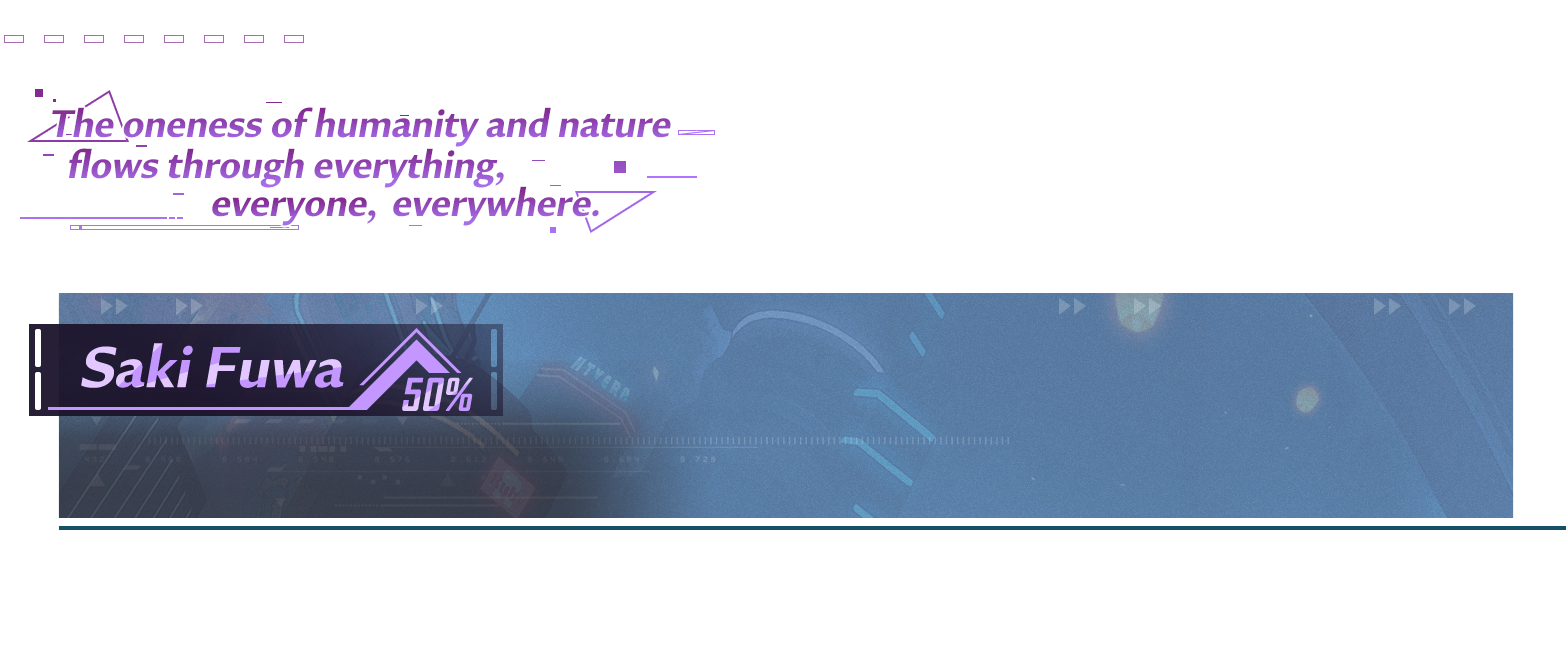 The oneness of humanity and nature
flows through everything,
everyone, everywhere.
Saki Fuwa
50%